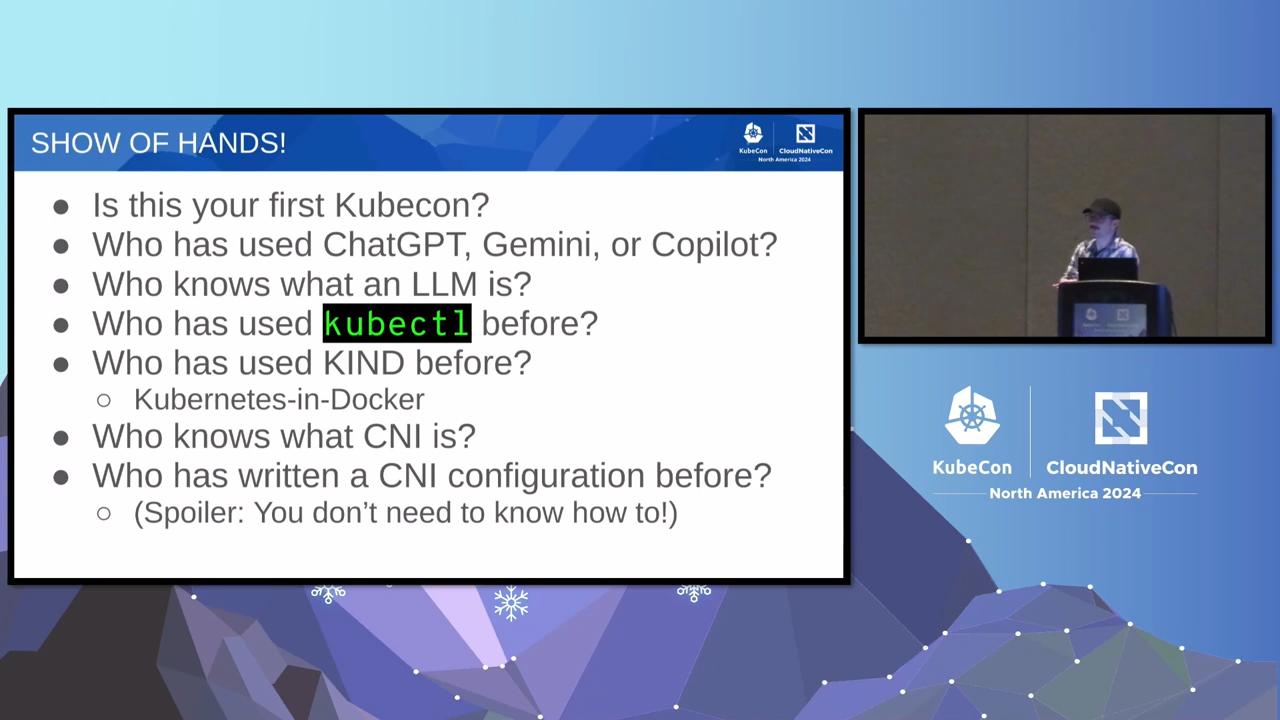 SHOW OF HANDS!
KubeCon
CloudNativeCon
North America 2024
● Is this your first Kubecon?
● Who has used ChatGPT, Gemini, or Copilot?
● Who knows what an LLM is?
● Who has used kubectl before?
● Who has used KIND before?
○ Kubernetes-in-Docker
● Who knows what CNI is?
● Who has written a CNI configuration before?
○ (Spoiler: You don’t need to know how to!)
KubeCon
CloudNativeCon
North America 2024